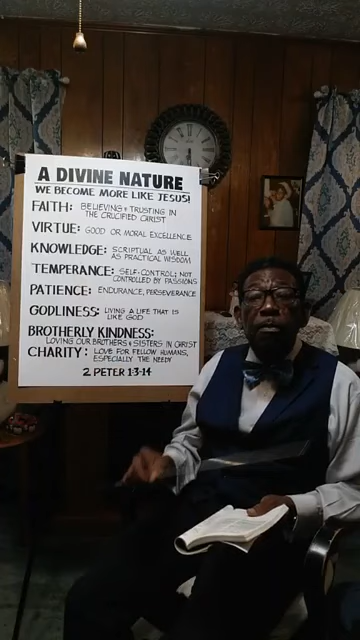 A DIVINE NATURE
WE BECOME MORE LIKE JESUS!
FAITH: BELIEVING & TRUSTING IN
THE CRUCIFIED CHRIST
VIRTUE: GOOD OR MORAL EXCELLENCE
KNOWLEDGE: SCRIPTUAL AS WELL
AS PRACTICAL WISDOM
TEMPERANCE: SELF-CONTROL; NOT
CONTROLLED BY PASSIONS
PATIENCE: ENDURANCE, PERSEVERANCE
GODLINESS: LIVING A LIFE THAT IS
LIKE GOD
BROTHERLY KINDNESS:
LOVING OUR BROTHERS & SISTERS IN CHRIST
CHARITY: LOVE FOR FELLOW HUMANS,
ESPECIALLY THE NEEDY
2 PETER 1:3-14